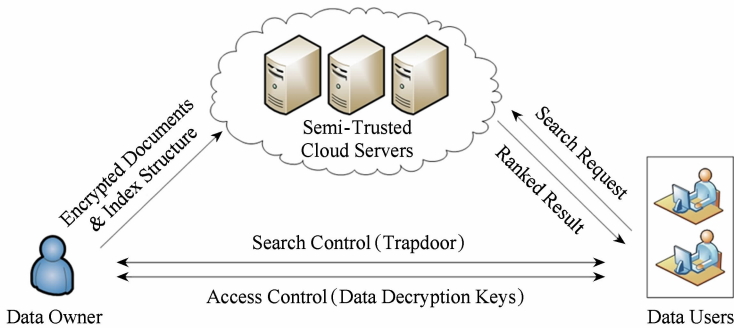 Semi-Trusted
Cloud Servers
Encrypted Documents
& Index Structure
Search Request
Ranked Result
Search Control (Trapdoor)
Access Control (Data Decryption Keys)
Data Owner
Data Users